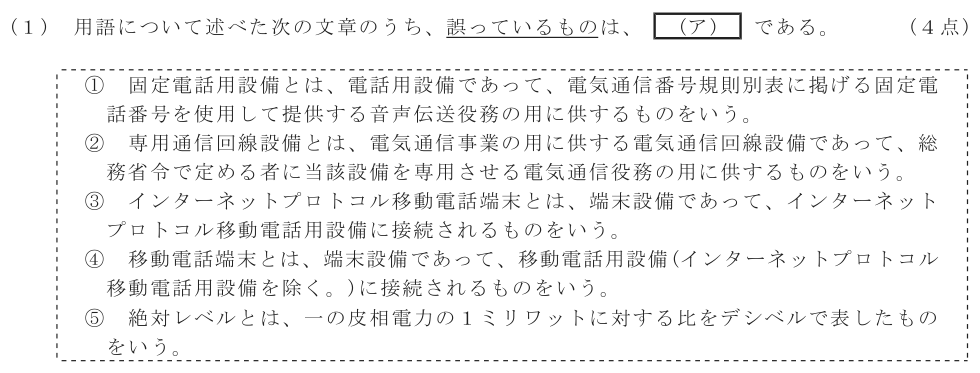 (1) 用語について述べた次の文章のうち、誤っているものは、 (ア) である。 (4点)
① 固定電話用設備とは、電話用設備であって、電気通信番号規則別表に掲げる固定電
話番号を使用して提供する音声伝送役務の用に供するものをいう。
② 専用通信回線設備とは、電気通信事業の用に供する電気通信回線設備であって、総
務省令で定める者に当該設備を専用させる電気通信役務の用に供するものをいう。
③ インターネットプロトコル移動電話端末とは、端末設備であって、インターネット
プロトコル移動電話用設備に接続されるものをいう。
④ 移動電話端末とは、端末設備であって、移動電話用設備(インターネットプロトコル
移動電話用設備を除く。)に接続されるものをいう。
⑤ 絶対レベルとは、一の皮相電力の1ミリワットに対する比をデシベルで表したもの
をいう。